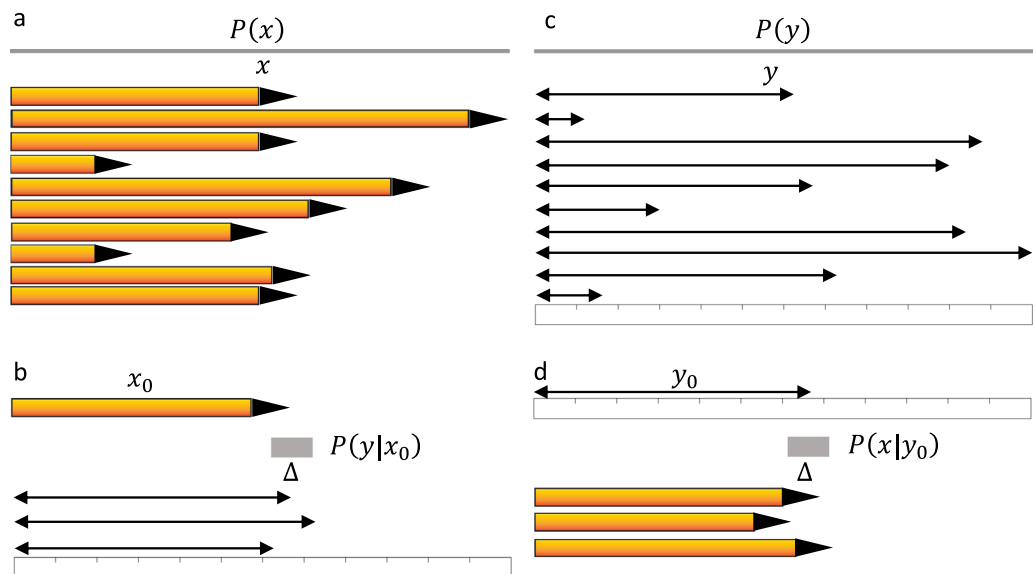 a
P(x)
x
b
x₀
P(y|x₀)
Δ
c
P(y)
y
d
y₀
P(x|y₀)
Δ